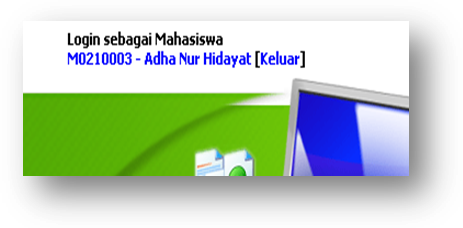 Login sebagai Mahasiswa
M0210003 - Adha Nur Hidayat [Keluar]